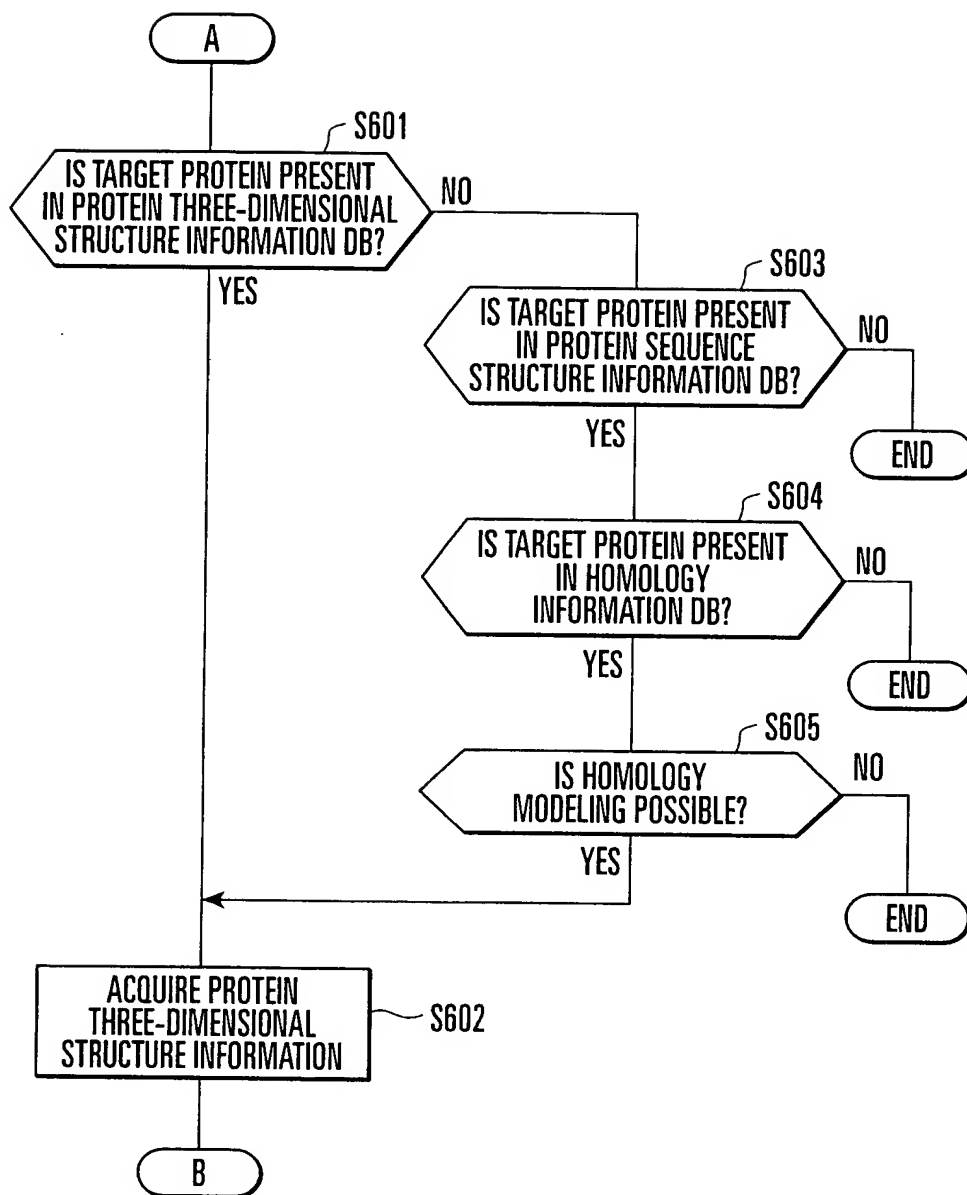 A
S601
IS TARGET PROTEIN PRESENT
IN PROTEIN THREE-DIMENSIONAL
STRUCTURE INFORMATION DB?
NO
YES
S603
IS TARGET PROTEIN PRESENT
IN PROTEIN SEQUENCE
STRUCTURE INFORMATION DB?
NO
YES
END
S604
IS TARGET PROTEIN PRESENT
IN HOMOLOGY
INFORMATION DB?
NO
YES
END
S605
IS HOMOLOGY
MODELING POSSIBLE?
NO
YES
END
ACQUIRE PROTEIN
THREE-DIMENSIONAL
STRUCTURE INFORMATION
S602
B